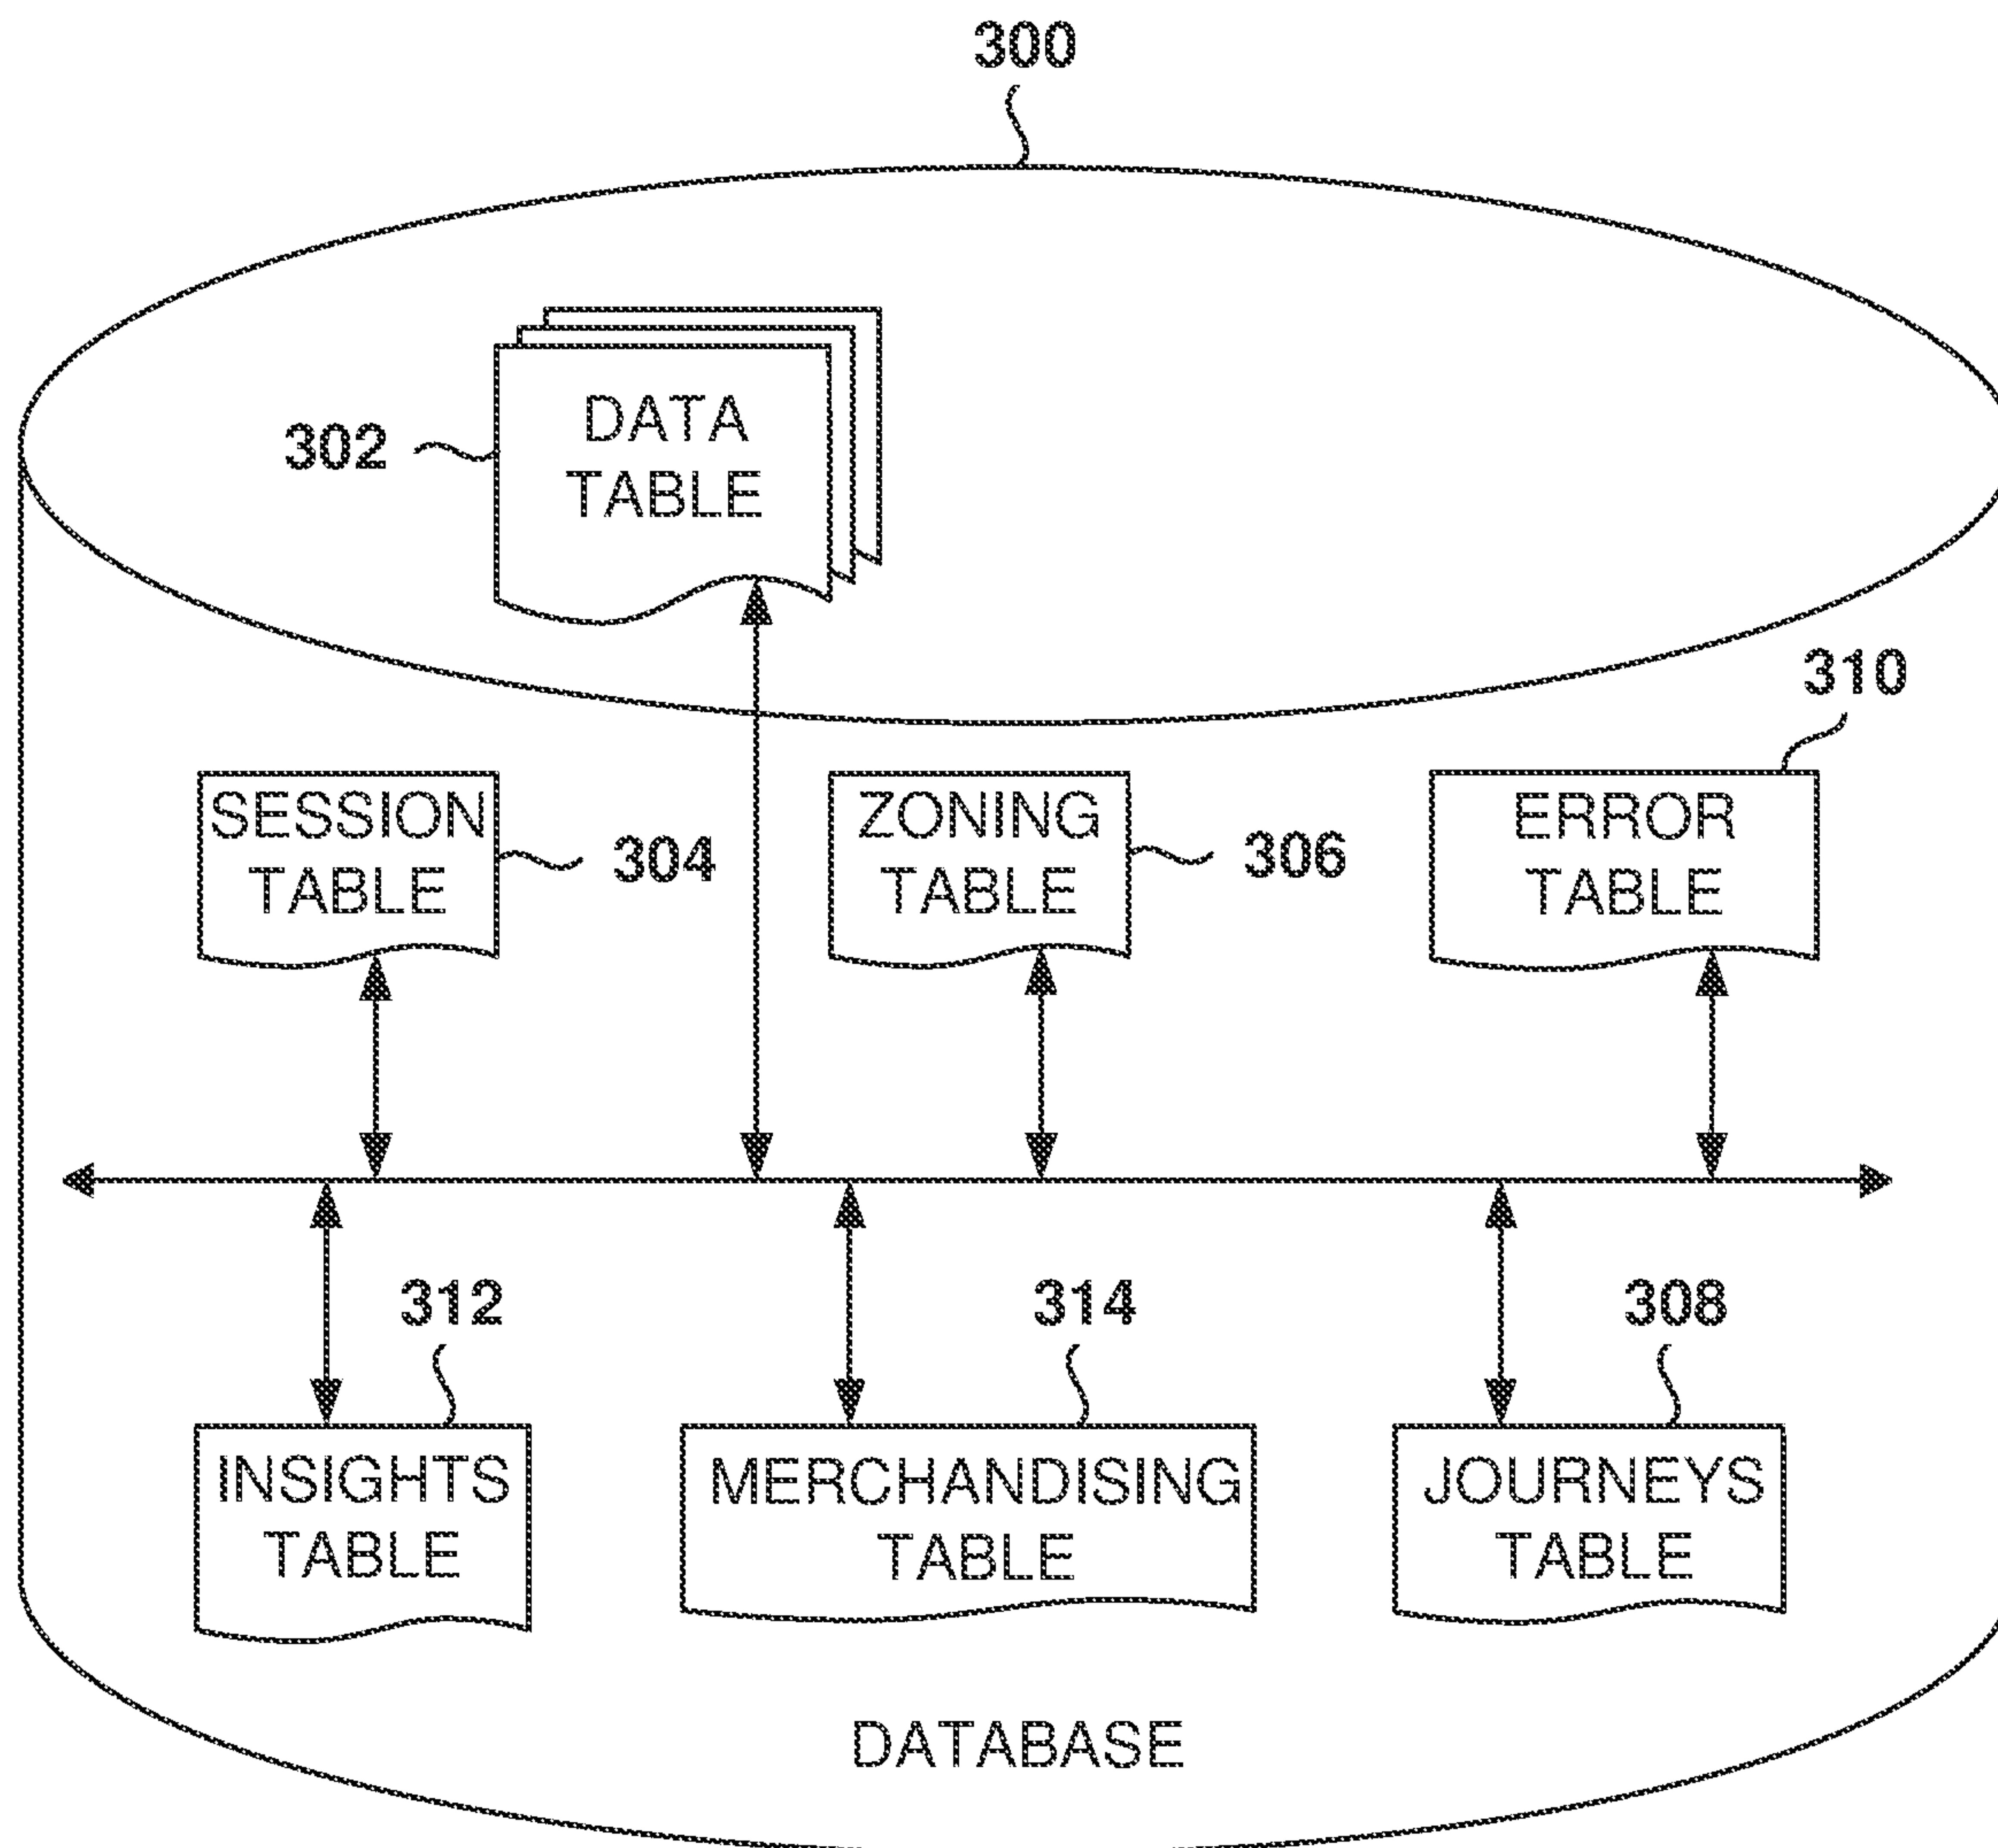 300
302
DATA
TABLE
310
SESSION
TABLE
304
ZONING
TABLE
306
ERROR
TABLE
312
314
308
INSIGHTS
TABLE
MERCHANDISING
TABLE
JOURNEYS
TABLE
DATABASE